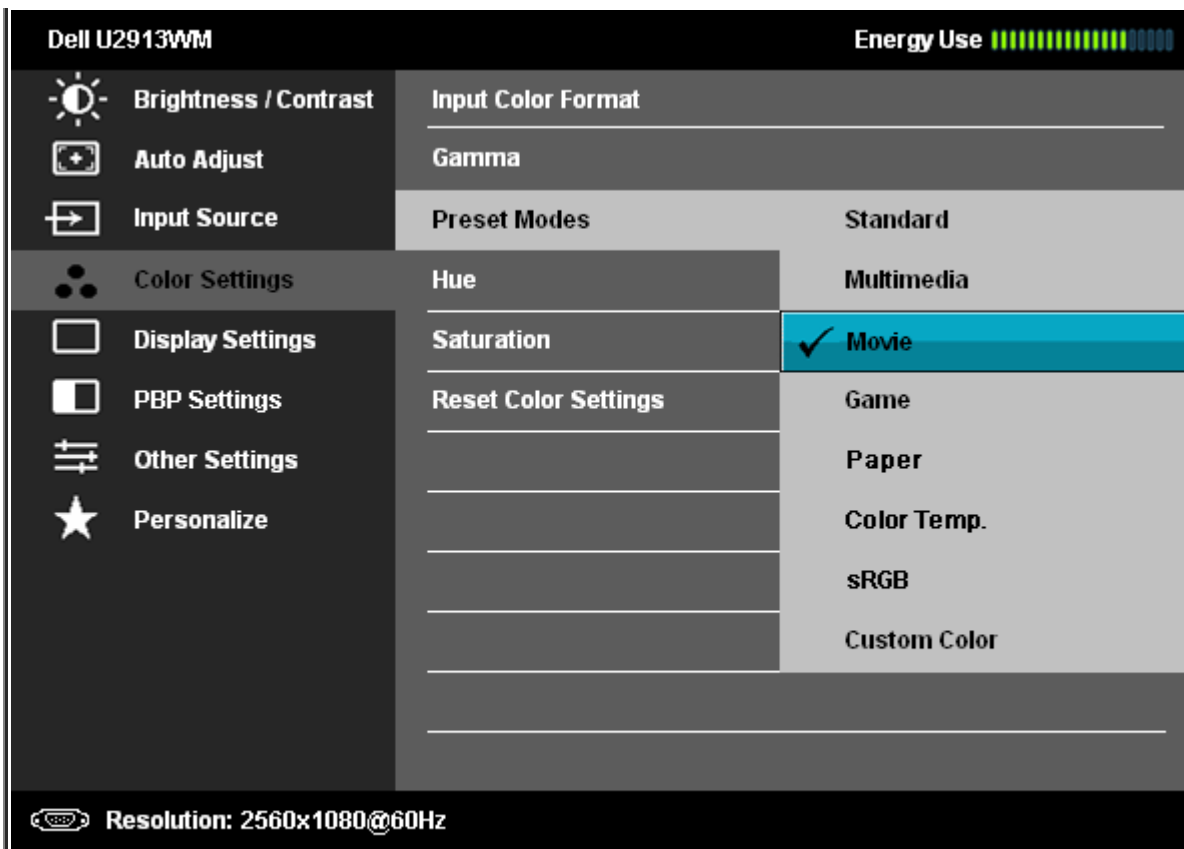 Dell U2913WM
Energy Use
Brightness / Contrast
Auto Adjust
Input Source
Color Settings
Display Settings
PBP Settings
Other Settings
Personalize
Input Color Format
Gamma
Preset Modes
Hue
Saturation
Reset Color Settings
Standard
Multimedia
Movie
Game
Paper
Color Temp.
sRGB
Custom Color
Resolution: 2560x1080@60Hz